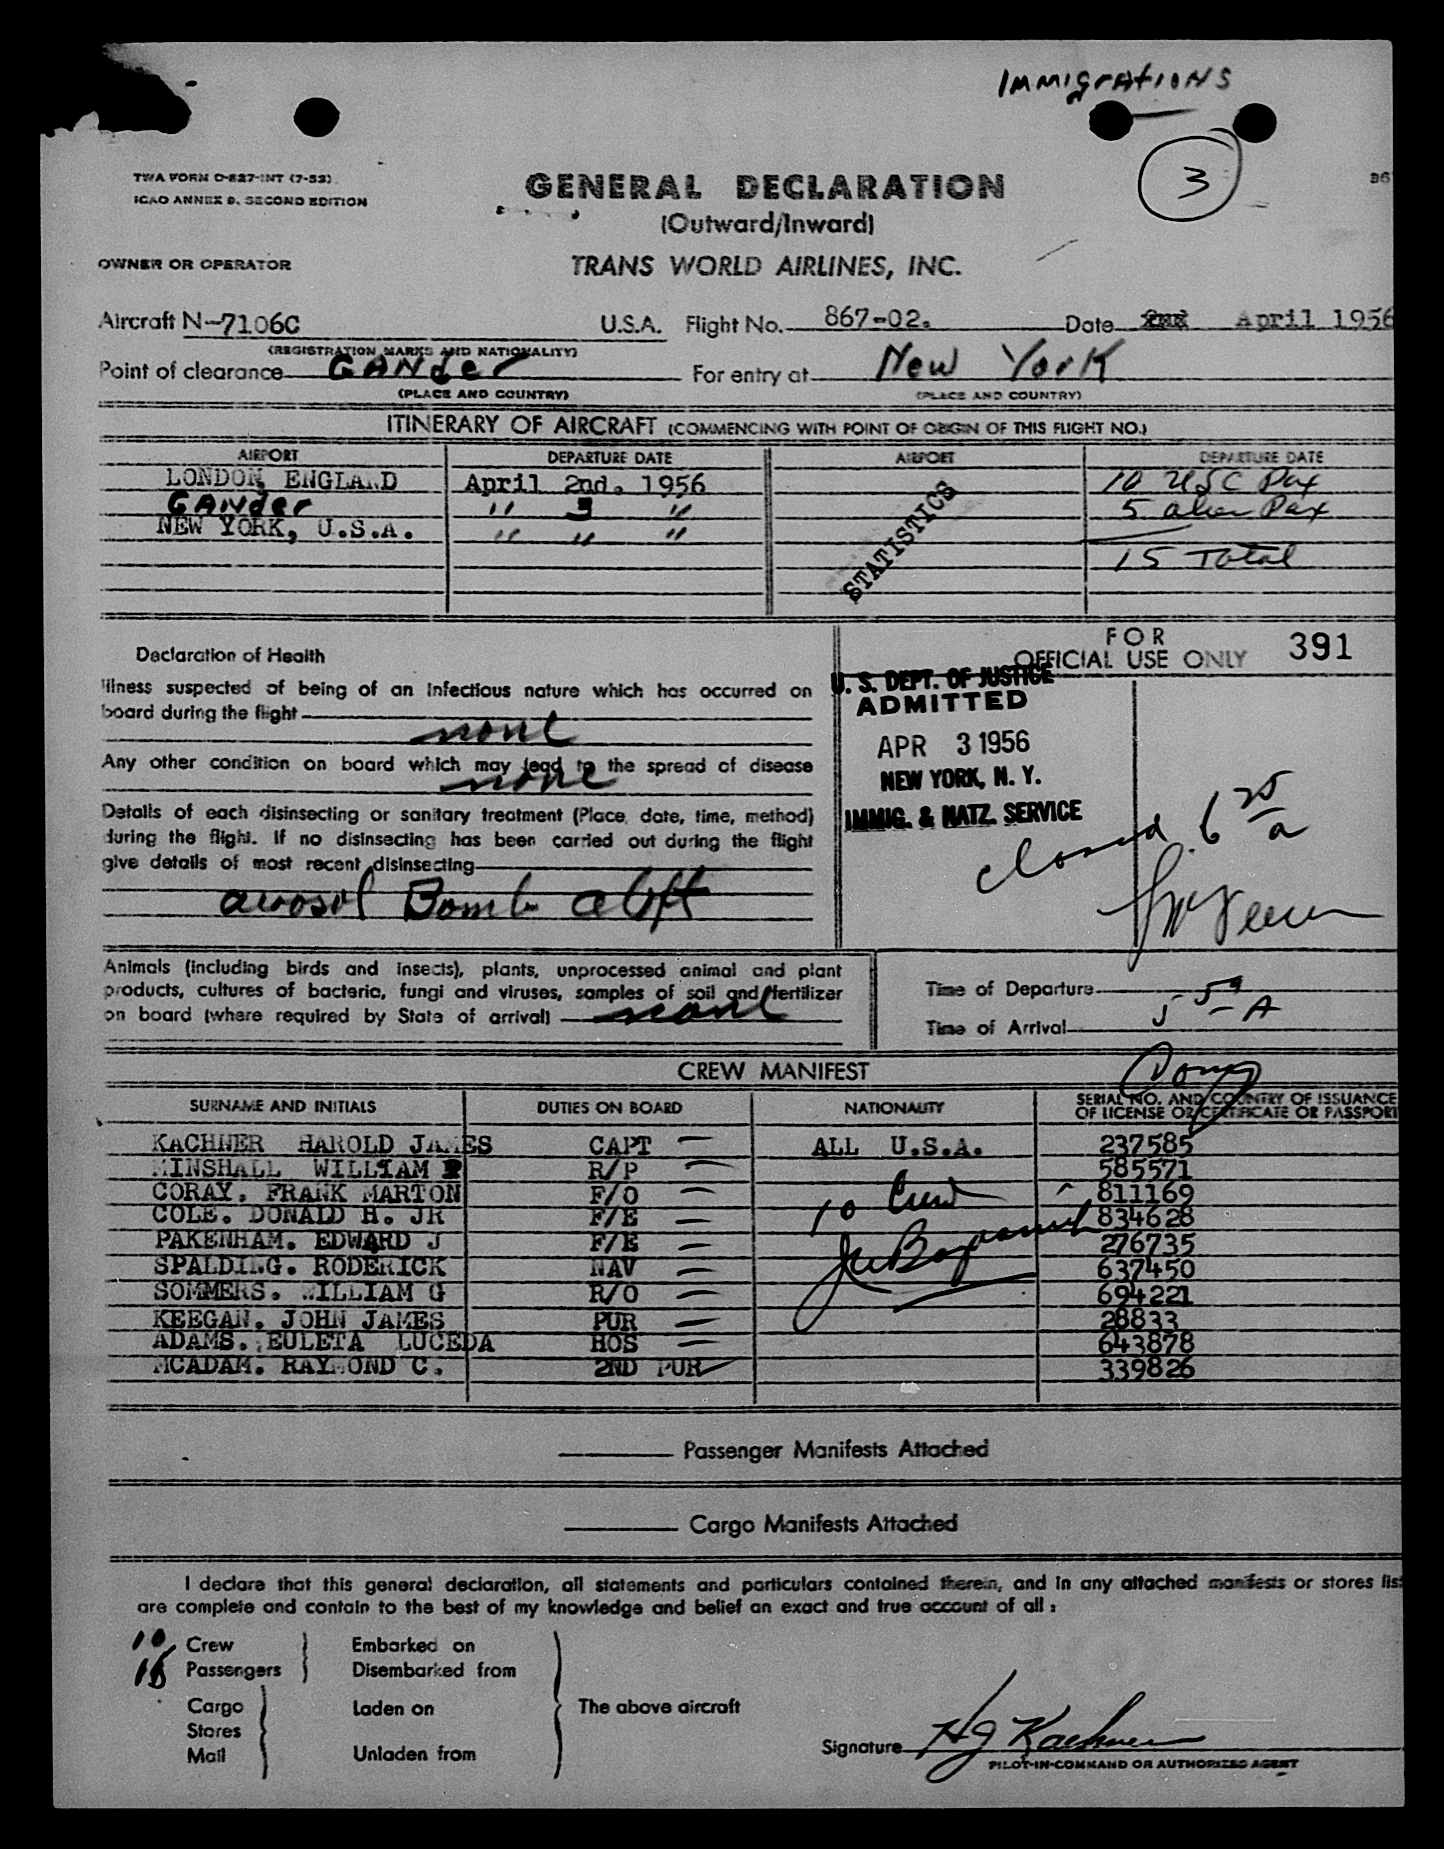 Immigrations
3
TWA FORM C-827-INT (7-53)
ICAO ANNEX 9, SECOND EDITION
GENERAL DECLARATION
(Outward/Inward)
OWNER OR OPERATOR
TRANS WORLD AIRLINES, INC.
Aircraft N-7106C U.S.A. Flight No. 867-02. Date April 1956
(REGISTRATION MARKS AND NATIONALITY)
Point of clearance GANder For entry at New York
(PLACE AND COUNTRY) (PLACE AND COUNTRY)
ITINERARY OF AIRCRAFT (COMMENCING WITH POINT OF ORIGIN OF THIS FLIGHT NO.)
AIRPORT DEPARTURE DATE AIRPORT DEPARTURE DATE
LONDON, ENGLAND April 2nd. 1956 10 USC Pax
GANder " 3 " 5 alien Pax
NEW YORK, U.S.A. " " "
15 Total
STATISTICS
FOR
OFFICIAL USE ONLY 391
Declaration of Health
Illness suspected of being of an infectious nature which has occurred on
board during the flight
none
Any other condition on board which may lead to the spread of disease
none
Details of each disinsecting or sanitary treatment (Place, date, time, method)
during the flight. If no disinsecting has been carried out during the flight
give details of most recent disinsecting
aerosol Bomb aloft
U. S. DEPT. OF JUSTICE
ADMITTED
APR 3 1956
NEW YORK, N. Y.
IMMIG. & NATZ. SERVICE
closed 6 25 a
Animals (including birds and insects), plants, unprocessed animal and plant
products, cultures of bacteria, fungi and viruses, samples of soil and fertilizer
on board (where required by State of arrival) none
Time of Departure
Time of Arrival 5 59 A
CREW MANIFEST
SURNAME AND INITIALS DUTIES ON BOARD NATIONALITY SERIAL NO. AND COUNTRY OF ISSUANCE
OF LICENSE OR CERTIFICATE OR PASSPORT
KACHNER HAROLD JAMES CAPT ALL U.S.A. 237585
MINSHALL WILLIAM R/P 585571
CORAY. FRANK MARTON F/O 811169
COLE. DONALD H. JR F/E 834628
PAKENHAM. EDWARD J F/E 276735
SPALDING. RODERICK NAV 637450
SOMMERS. WILLIAM G R/O 694221
KEEGAN. JOHN JAMES PUR 28833
ADAMS. EULETA LUCEDA HOS 643878
MCADAM. RAYMOND C. 2ND PUR 339826
10 Crew
Passenger Manifests Attached
Cargo Manifests Attached
I declare that this general declaration, all statements and particulars contained therein, and in any attached manifests or stores list
are complete and contain to the best of my knowledge and belief an exact and true account of all :
10 Crew Embarked on
15 Passengers Disembarked from
Cargo Laden on The above aircraft
Stores
Mail Unladen from
Signature HJ Kachner
PILOT-IN-COMMAND OR AUTHORIZED AGENT